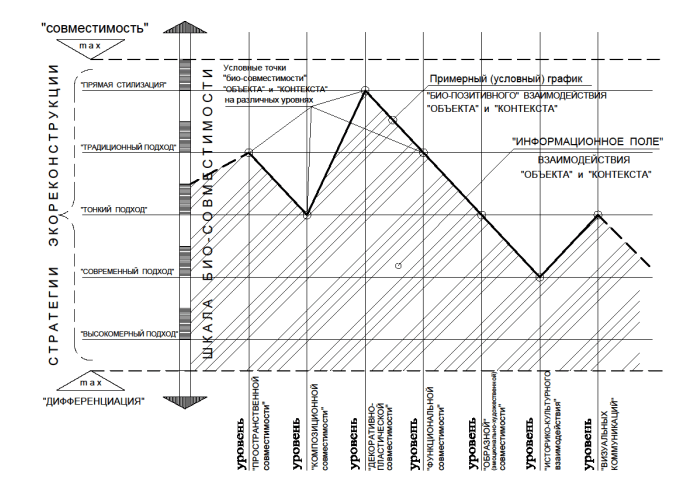 "совместимость"
max
СТРАТЕГИИ ЭКОРЕКОНСТРУКЦИИ
"ПРЯМАЯ СТИЛИЗАЦИЯ"
"ТРАДИЦИОННЫЙ ПОДХОД"
"ТОНКИЙ ПОДХОД"
"СОВРЕМЕННЫЙ ПОДХОД"
"ВЫСОКОМЕРНЫЙ ПОДХОД"
max
"ДИФФЕРЕНЦИАЦИЯ"
ШКАЛА БИО-СОВМЕСТИМОСТИ
Условные точки
"био-совместимости"
"ОБЪЕКТА" и "КОНТЕКСТА"
на различных уровнях
Примерный (условный) график
"БИО-ПОЗИТИВНОГО" ВЗАИМОДЕЙСТВИЯ
"ОБЪЕКТА" и "КОНТЕКСТА"
"ИНФОРМАЦИОННОЕ ПОЛЕ"
ВЗАИМОДЕЙСТВИЯ
"ОБЪЕКТА" и "КОНТЕКСТА"
уровень
"ПРОСТРАНСТВЕННОЙ
совместимости"
уровень
"КОМПОЗИЦИОННОЙ
совместимости"
уровень
"ДЕКОРАТИВНО-
ПЛАСТИЧЕСКОЙ
совместимости"
уровень
"ФУНКЦИОНАЛЬНОЙ
совместимости"
уровень
"ОБРАЗНОЙ"
(эмоционально-художественной)
совместимости"
уровень
"ИСТОРИКО-КУЛЬТУРНОГО
взаимодействия"
уровень
"ВИЗУАЛЬНЫХ
КОММУНИКАЦИЙ"